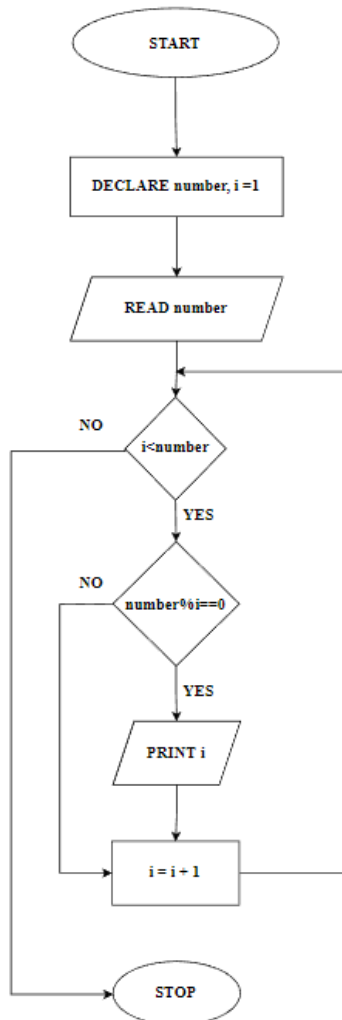 START
DECLARE number, i =1
READ number
NO
i<number
YES
NO
number%i==0
YES
PRINT i
i = i + 1
STOP